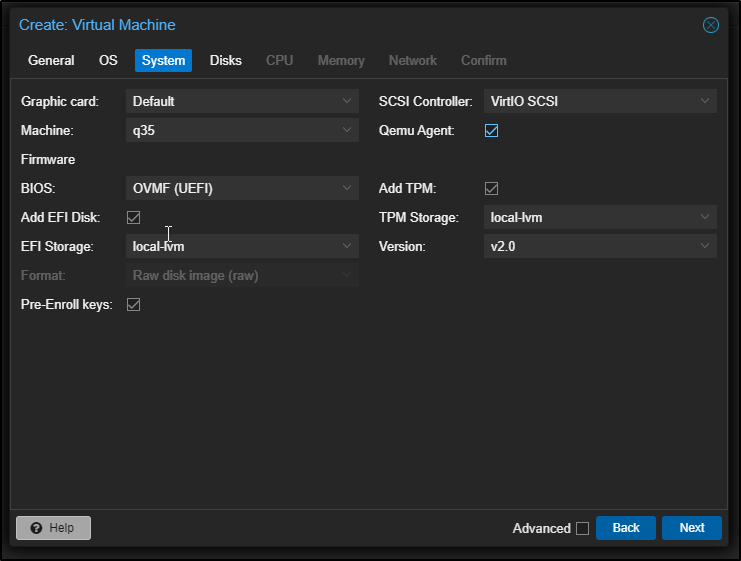 Create: Virtual Machine
General OS System Disks CPU Memory Network Confirm
Graphic card: Default SCSI Controller: VirtIO SCSI
Machine: q35 Qemu Agent:
Firmware
BIOS: OVMF (UEFI) Add TPM:
Add EFI Disk: TPM Storage: local-lvm
EFI Storage: local-lvm Version: v2.0
Format: Raw disk image (raw)
Pre-Enroll keys:
Help Advanced Back Next